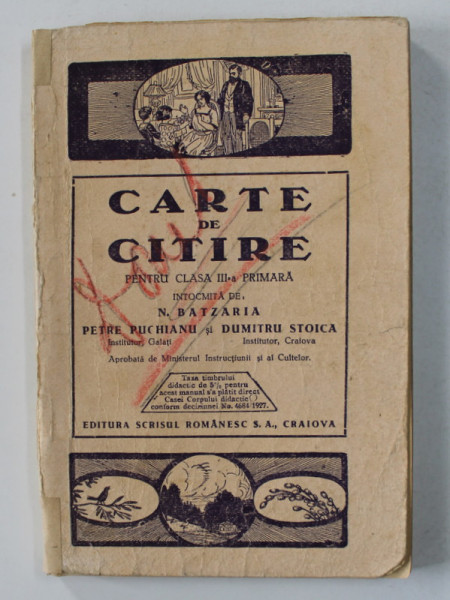 CARTE
DE
CITIRE
PENTRU CLASA III-a PRIMARĂ
INTOCMITĂ DE,
N. BATZARIA
PETRE PUCHIANU și DUMITRU STOICA
Institutor, Galați Institutor, Craiova
Aprobată de Ministerul Instrucțiunii și al Cultelor.
Taxa timbrului
didactic de 5% pentru
acest manual s'a plătit direct
Casei Corpului didactic
conform deciziunei No. 4684/1927.
EDITURA SCRISUL ROMÂNESC S. A., CRAIOVA